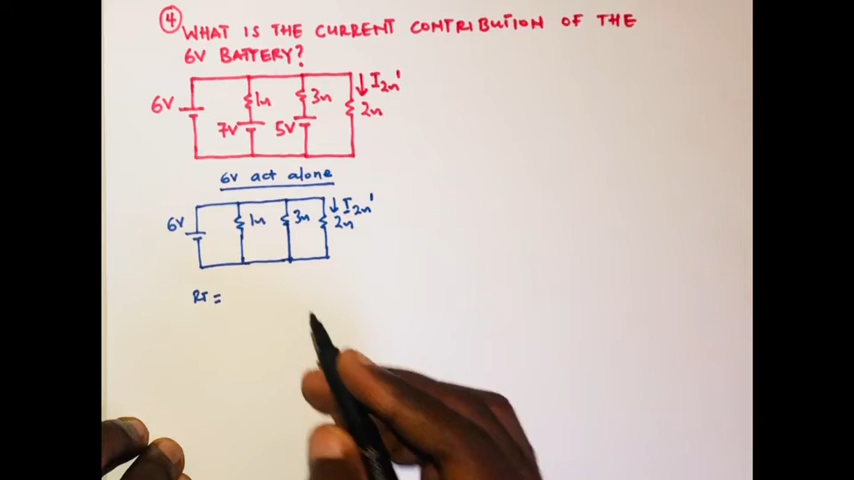 ④ WHAT IS THE CURRENT CONTRIBUTION OF THE
6V BATTERY?
6V 1Ω 3Ω I2Ω'
2Ω
7V 5V
6V act alone
6V 1Ω 3Ω I2Ω'
2Ω
RT =